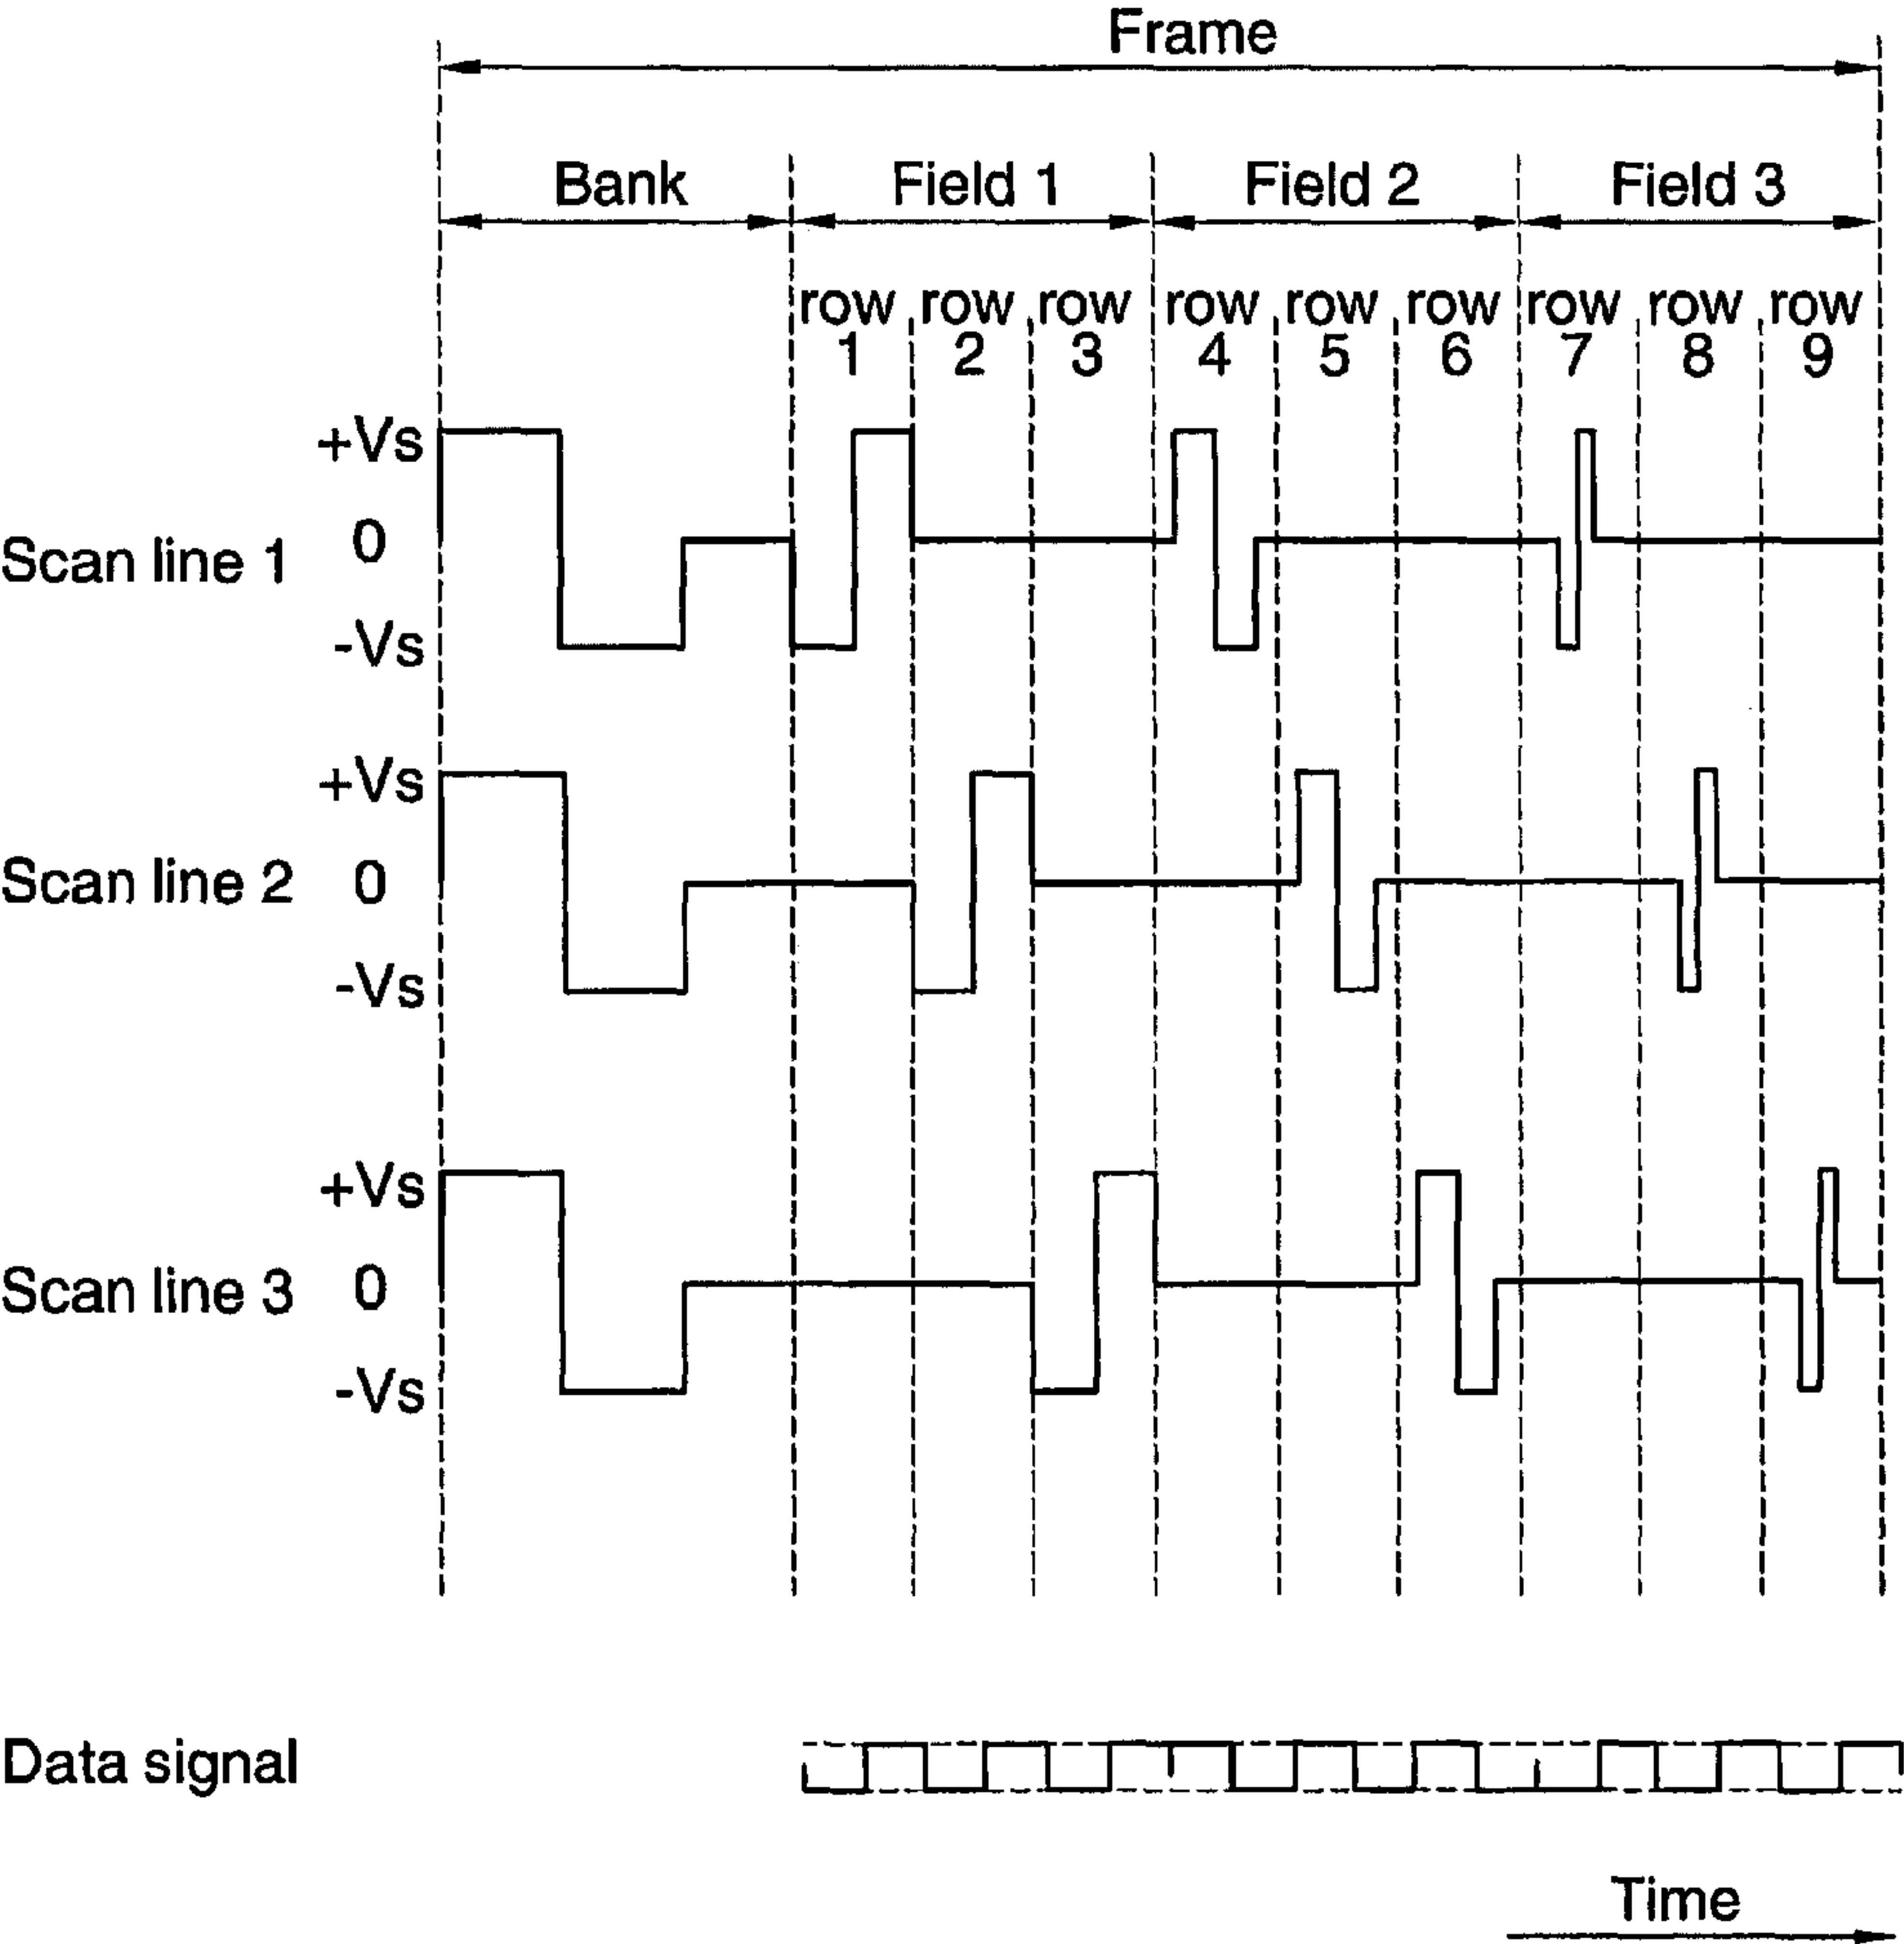 Frame
Bank Field 1 Field 2 Field 3
row row row row row row row row row
1 2 3 4 5 6 7 8 9
+Vs
Scan line 1 0
-Vs
+Vs
Scan line 2 0
-Vs
+Vs
Scan line 3 0
-Vs
Data signal
Time